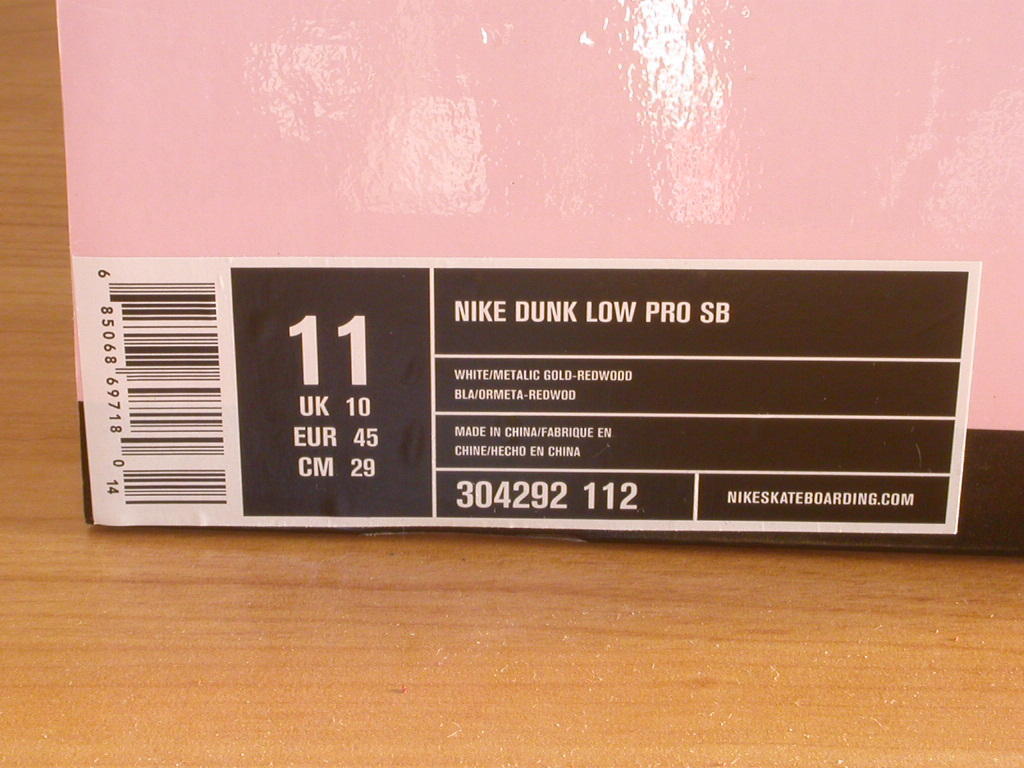 6 85068 69718 0 14
11
UK 10
EUR 45
CM 29
NIKE DUNK LOW PRO SB
WHITE/METALIC GOLD-REDWOOD
BLA/ORMETA-REDWOD
MADE IN CHINA/FABRIQUE EN
CHINE/HECHO EN CHINA
304292 112
NIKESKATEBOARDING.COM